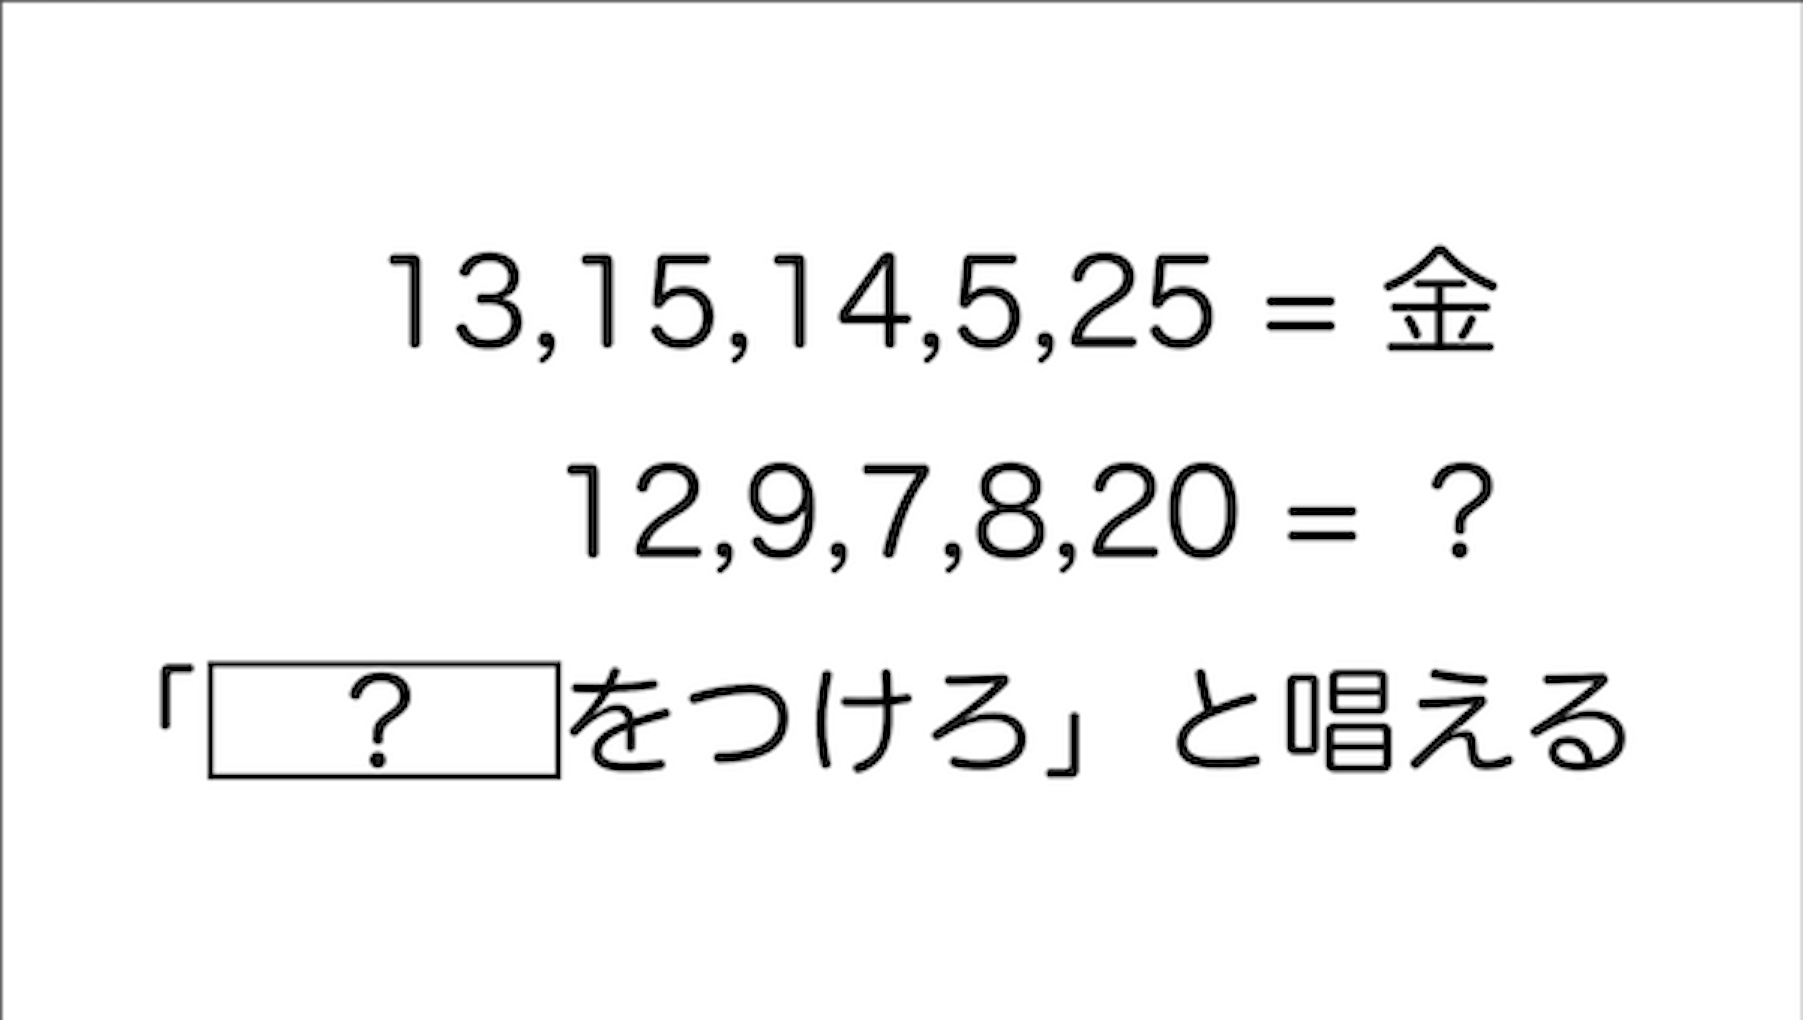 13,15,14,5,25 = 金
12,9,7,8,20 = ?
「?をつけろ」と唱える